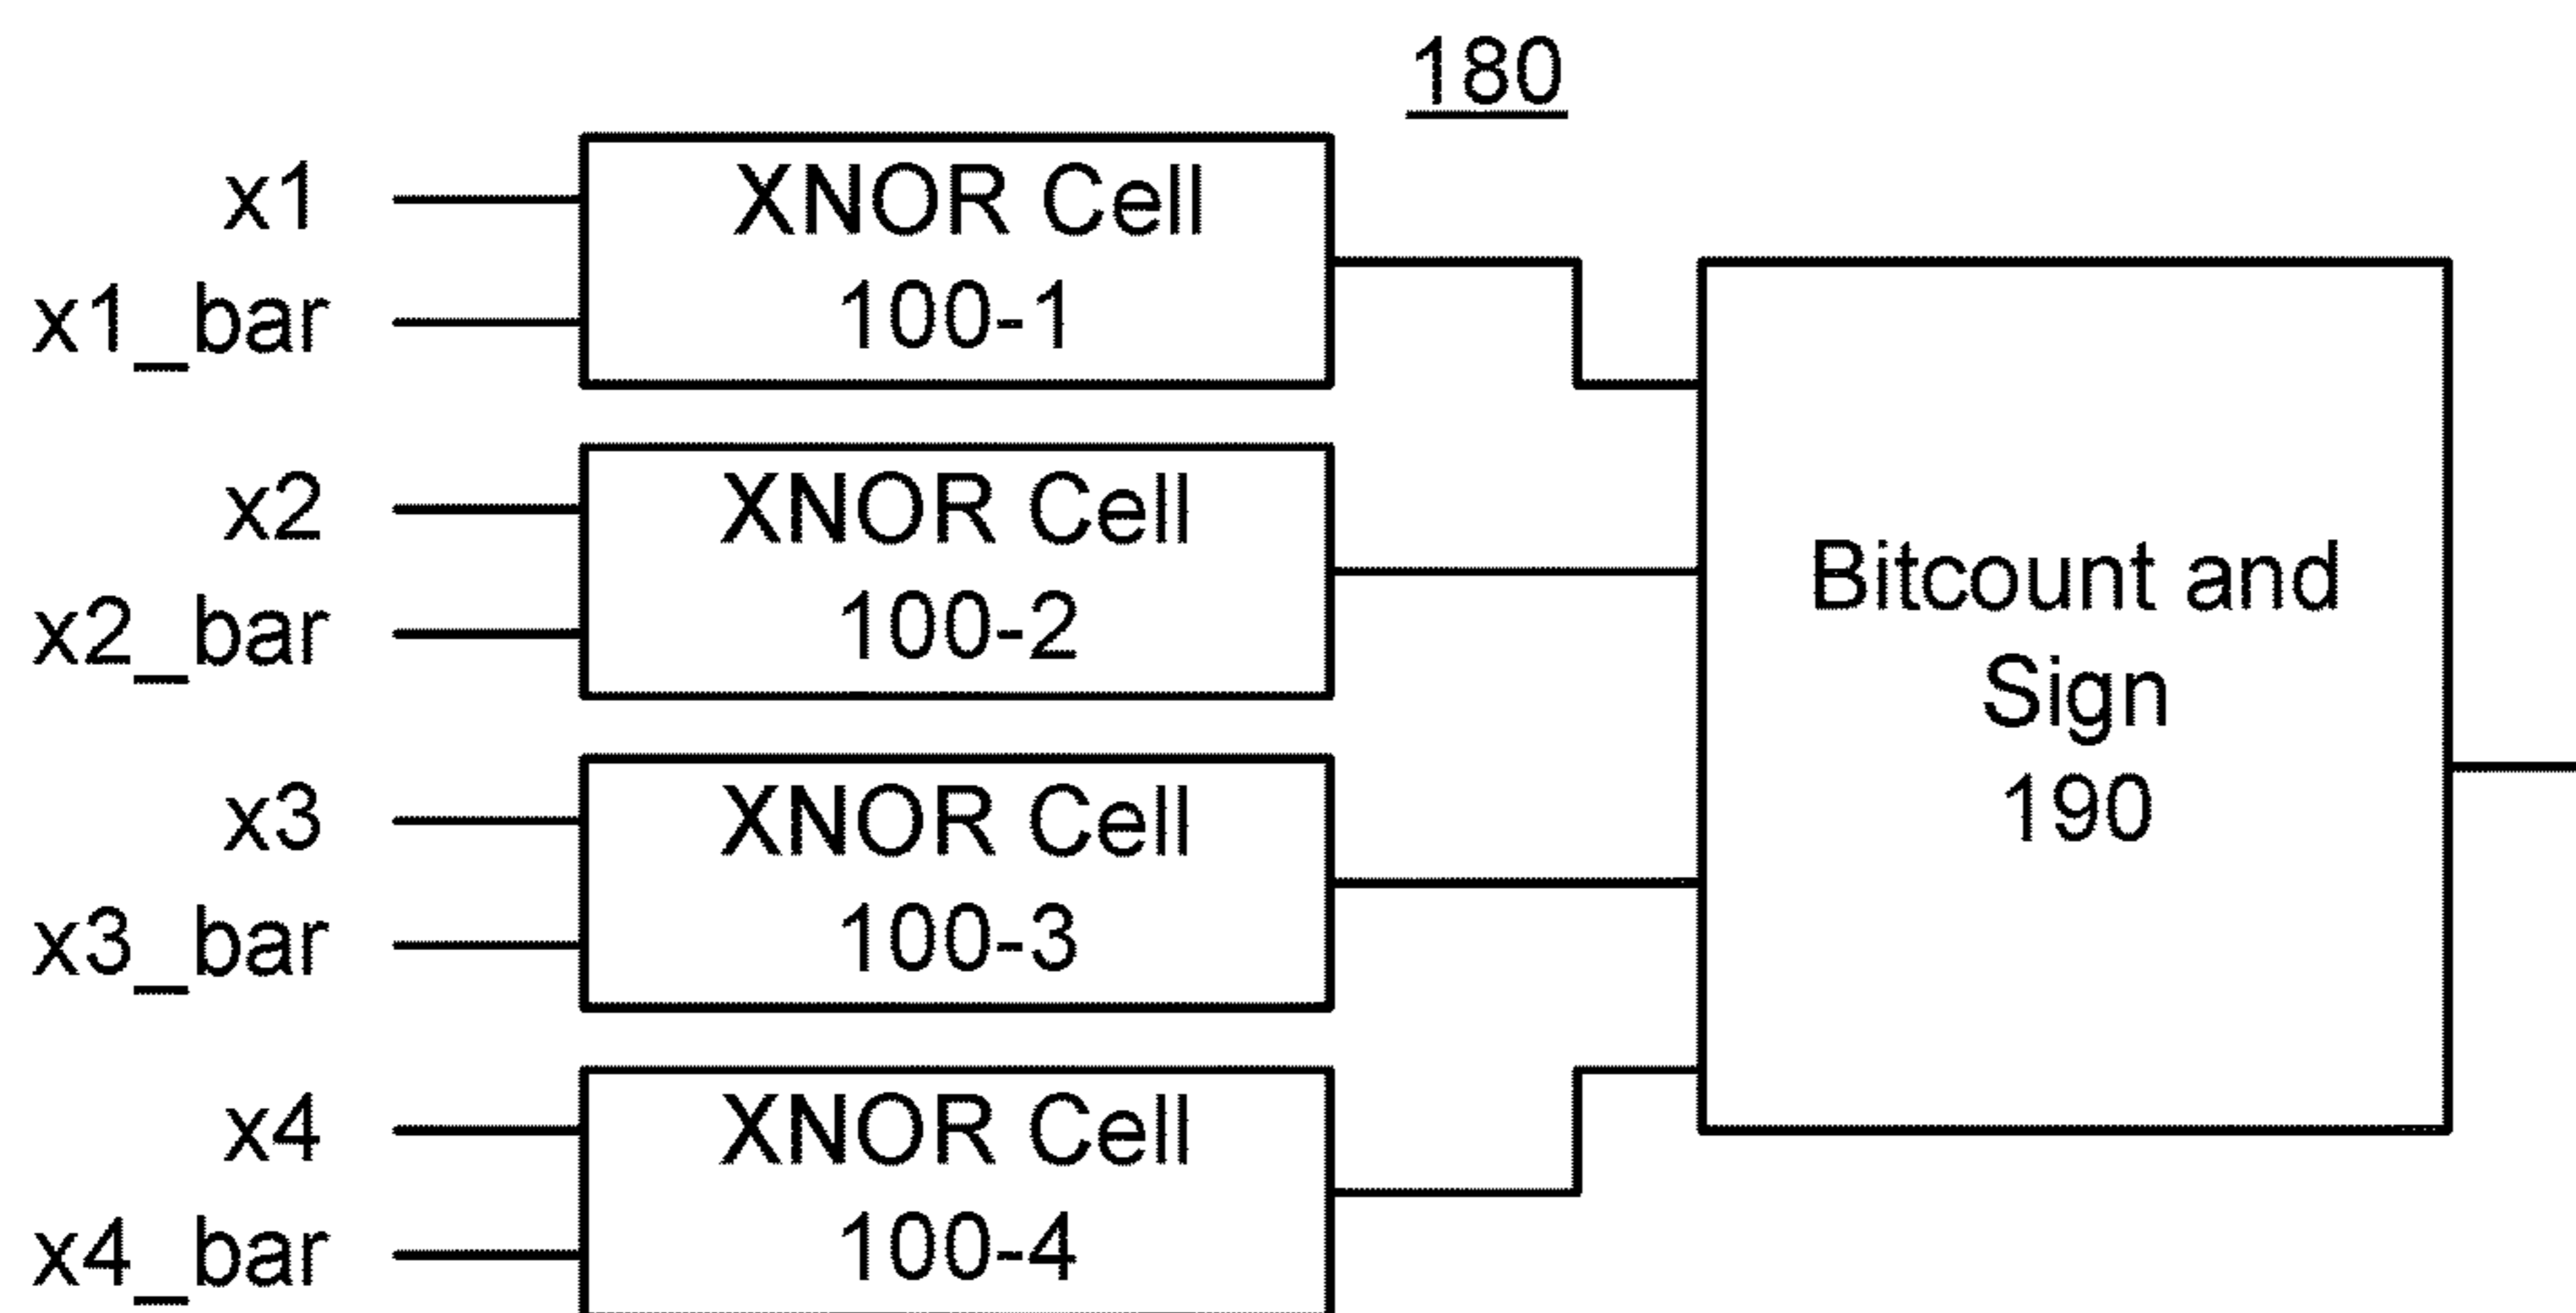 180
x1
x1_bar
XNOR Cell
100-1
x2
x2_bar
XNOR Cell
100-2
x3
x3_bar
XNOR Cell
100-3
x4
x4_bar
XNOR Cell
100-4
Bitcount and
Sign
190